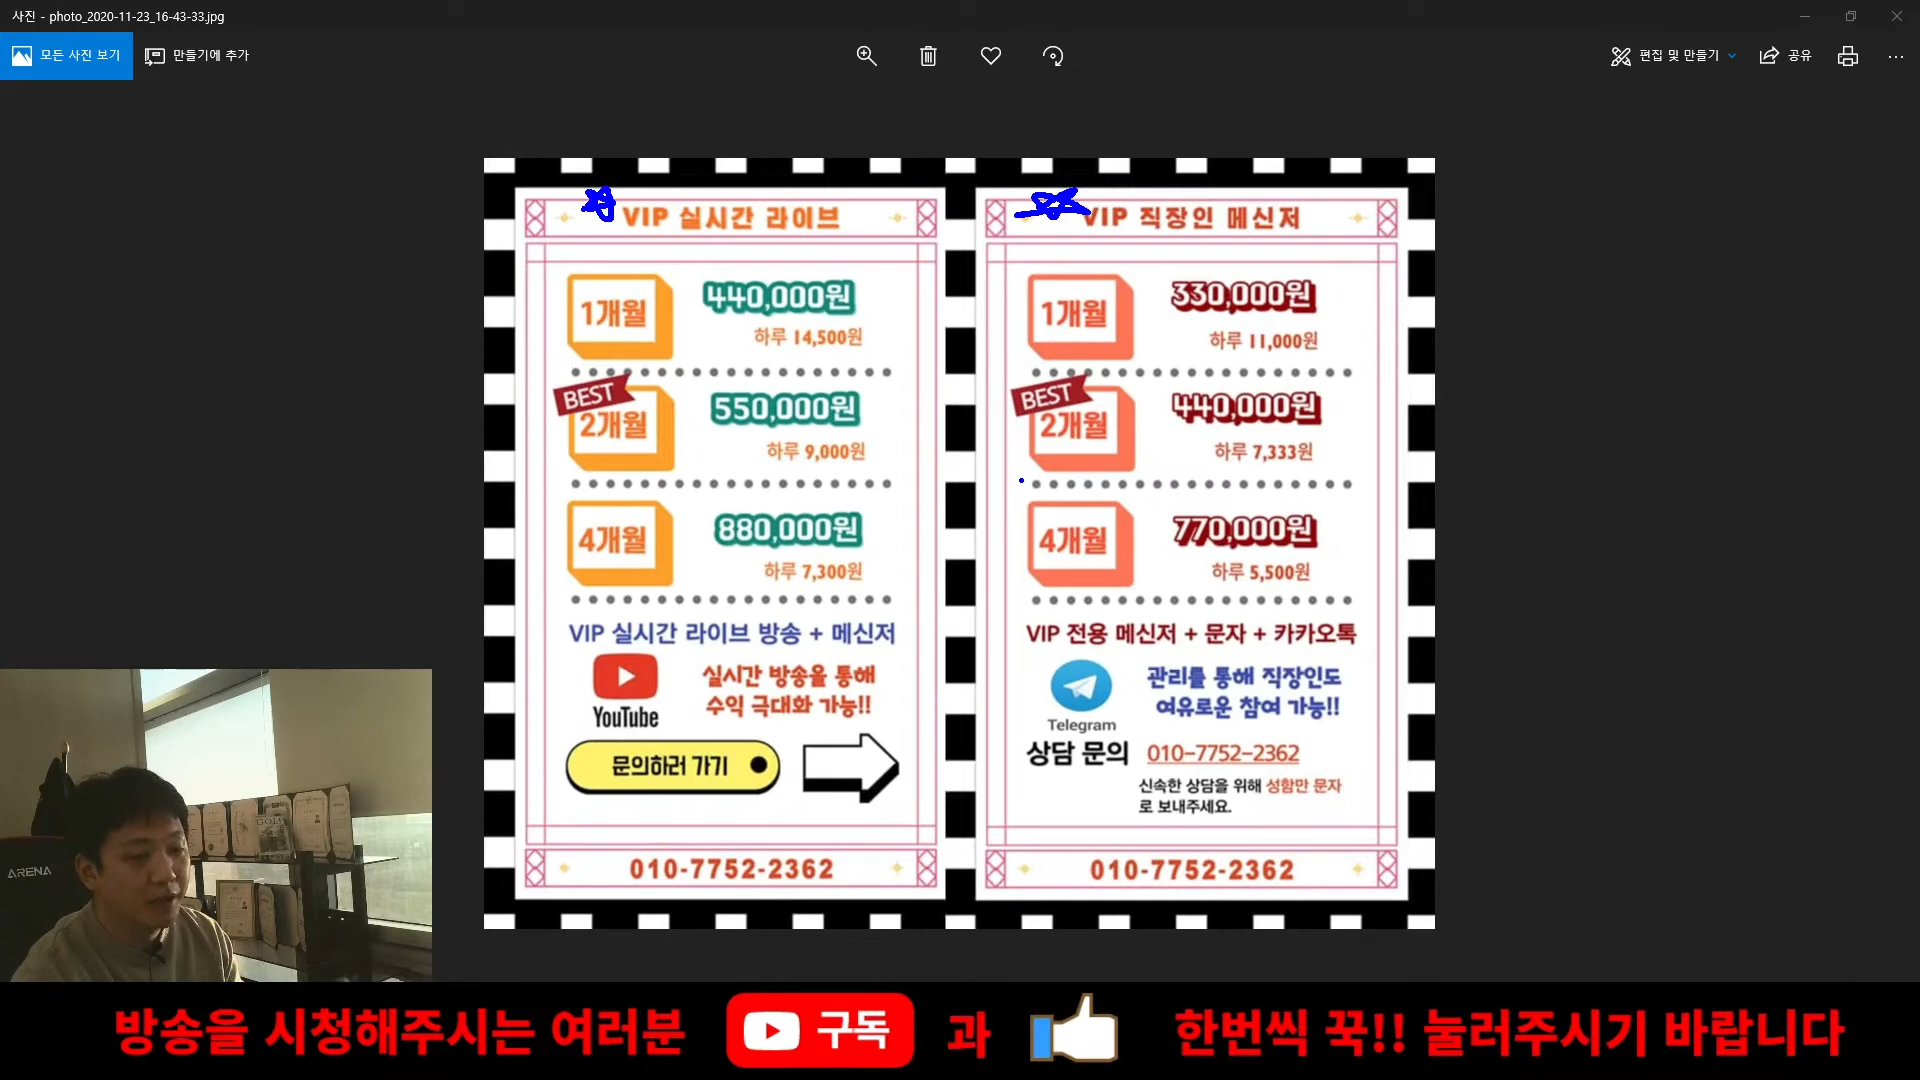 사진 - photo_2020-11-23_16-43-33.jpg
모든 사진 보기
만들기에 추가
편집 및 만들기
공유
VIP 실시간 라이브
1개월
440,000원
하루 14,500원
BEST
2개월
550,000원
하루 9,000원
4개월
880,000원
하루 7,300원
VIP 실시간 라이브 방송 + 메신저
YouTube
실시간 방송을 통해
수익 극대화 가능!!
문의하러 가기
010-7752-2362
VIP 직장인 메신저
1개월
330,000원
하루 11,000원
BEST
2개월
440,000원
하루 7,333원
4개월
770,000원
하루 5,500원
VIP 전용 메신저 + 문자 + 카카오톡
Telegram
관리를 통해 직장인도
여유로운 참여 가능!!
상담 문의 010-7752-2362
신속한 상담을 위해 성함만 문자
로 보내주세요.
010-7752-2362
ARENA
방송을 시청해주시는 여러분 구독 과 한번씩 꾹!! 눌러주시기 바랍니다